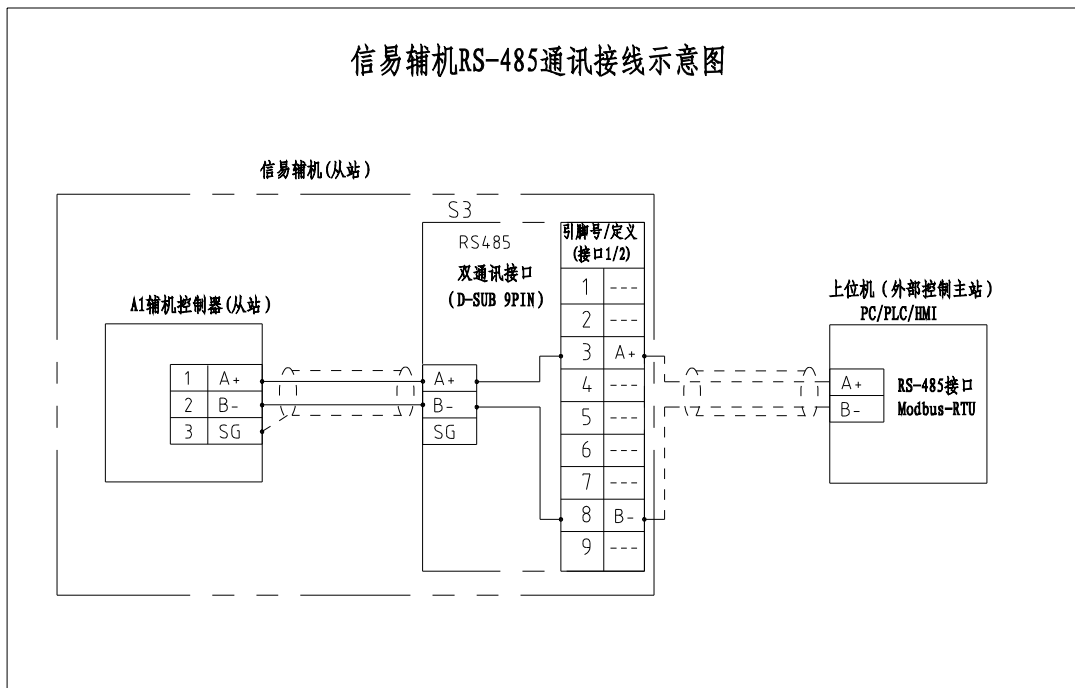 信易辅机RS-485通讯接线示意图
信易辅机(从站)
S3
RS485
双通讯接口
(D-SUB 9PIN)
引脚号/定义
(接口1/2)
1 ---
2 ---
3 A+
4 ---
5 ---
6 ---
7 ---
8 B-
9 ---
A1辅机控制器(从站)
1 A+
2 B-
3 SG
A+
B-
SG
上位机(外部控制主站)
PC/PLC/HMI
A+
B-
RS-485接口
Modbus-RTU